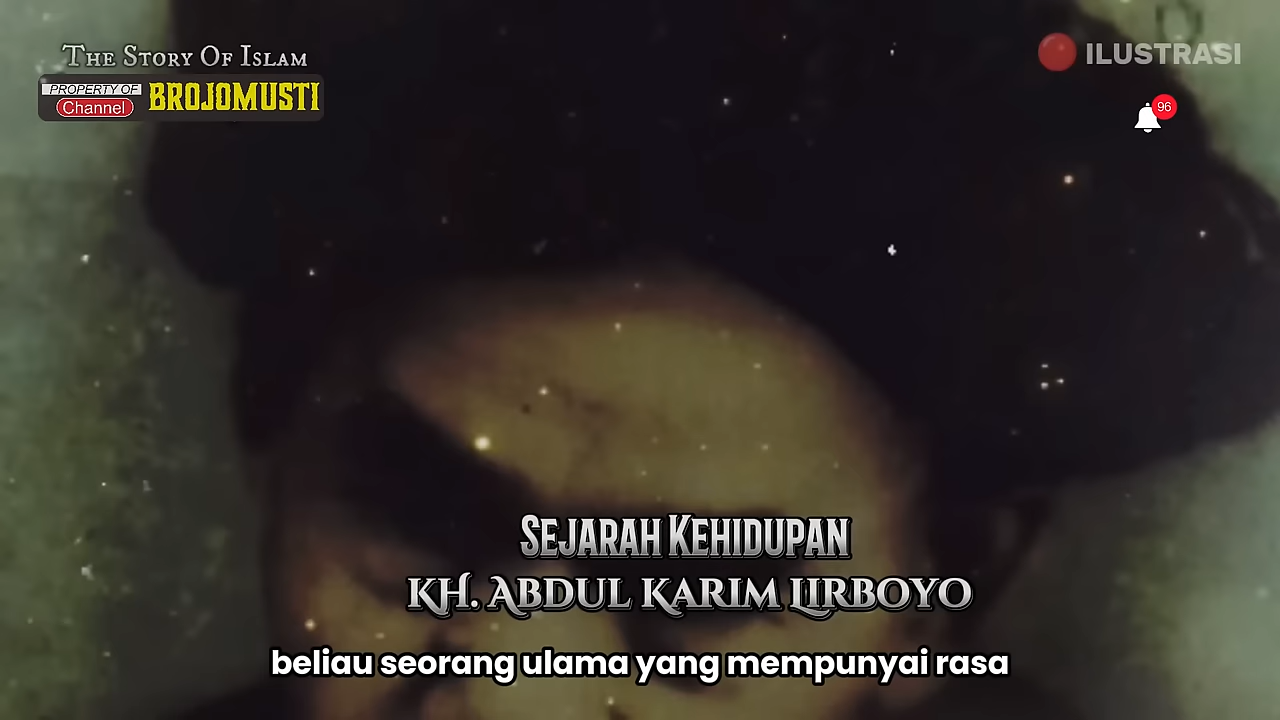 The Story Of Islam
PROPERTY OF
Channel
BROJOMUSTI
ILUSTRASI
96
Sejarah Kehidupan
KH. Abdul Karim Lirboyo
beliau seorang ulama yang mempunyai rasa